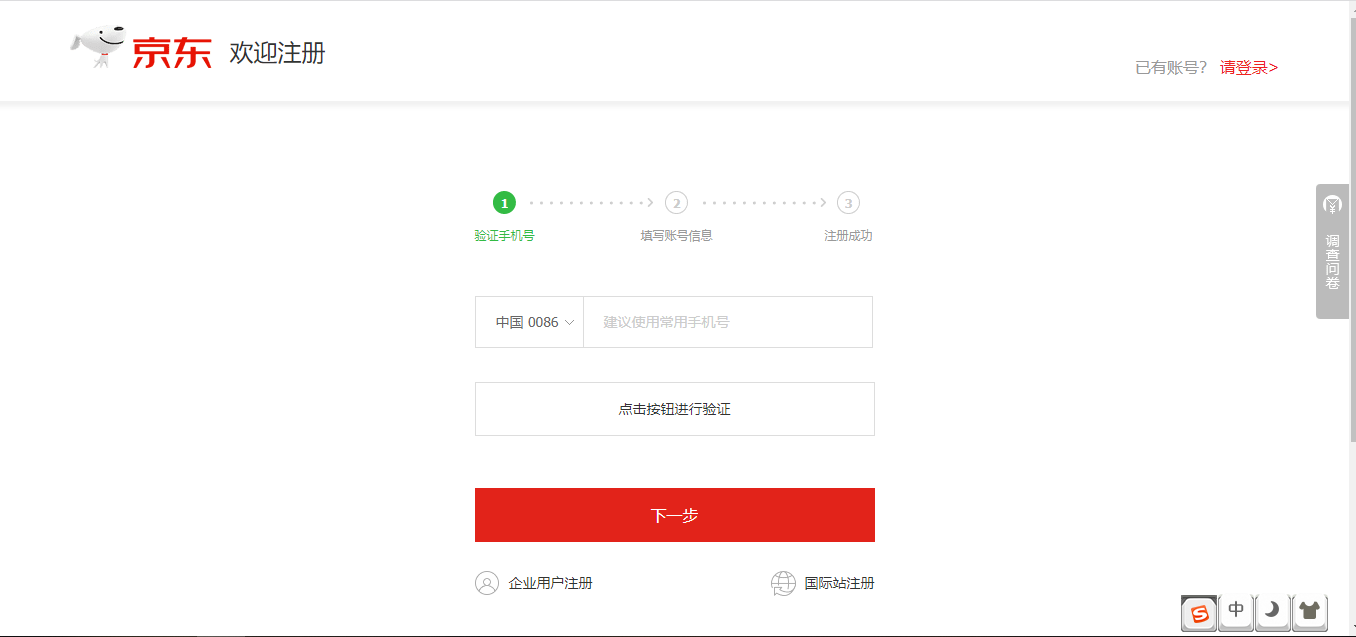 京东 欢迎注册
已有账号? 请登录>
1 2 3
验证手机号 填写账号信息 注册成功
调查问卷
中国 0086 建议使用常用手机号
点击按钮进行验证
下一步
企业用户注册 国际站注册
S 中